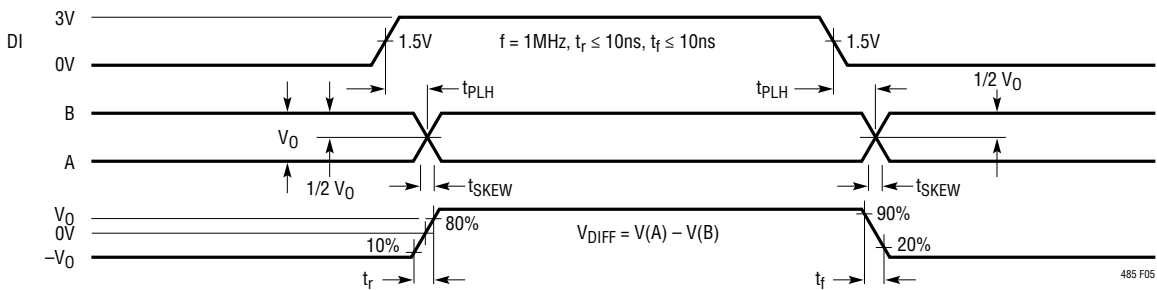 3V
DI
1.5V
f = 1MHz, tr ≤ 10ns, tf ≤ 10ns
1.5V
0V
1/2 VO
tPLH
tPLH
B
VO
A
1/2 VO
tSKEW
tSKEW
VO
80%
90%
0V
VDIFF = V(A) – V(B)
10%
20%
–VO
tr
tf
485 F05